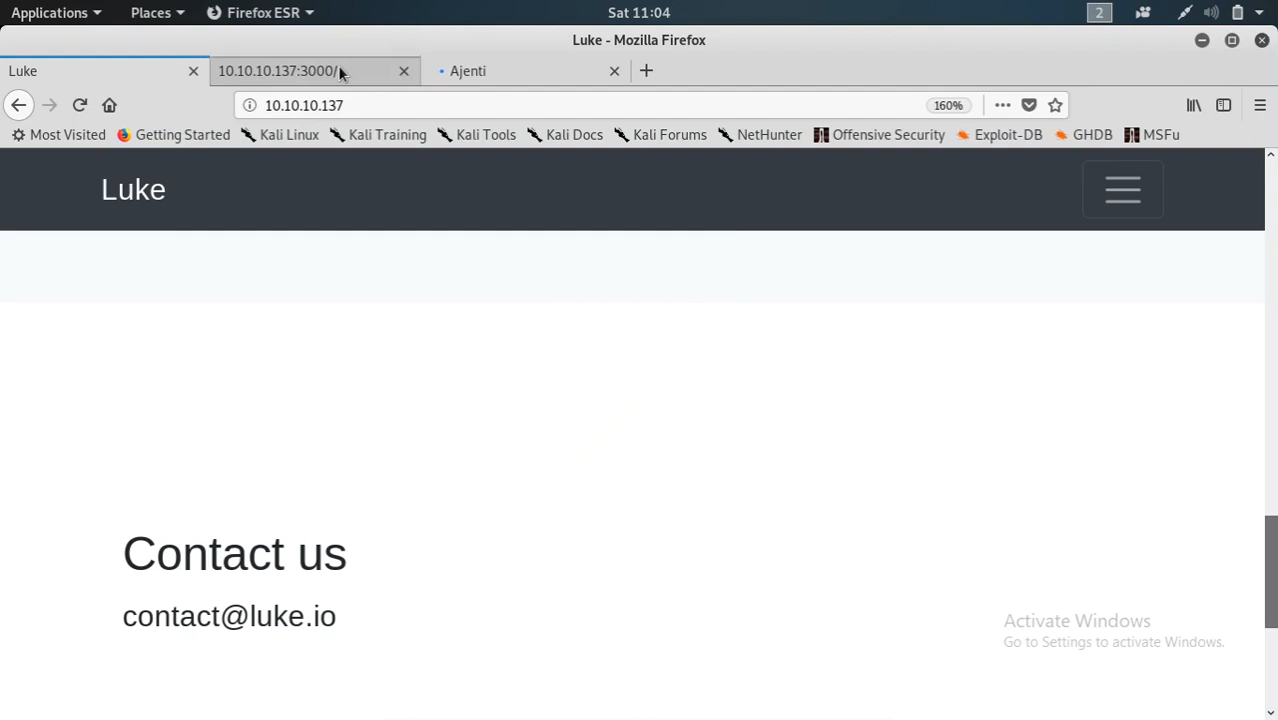 Applications Places Firefox ESR Sat 11:04 2
Luke - Mozilla Firefox
Luke 10.10.10.137:3000/ Ajenti
10.10.10.137 160%
Most Visited Getting Started Kali Linux Kali Training Kali Tools Kali Docs Kali Forums NetHunter Offensive Security Exploit-DB GHDB MSFu
Luke
Contact us
contact@luke.io
Activate Windows
Go to Settings to activate Windows.